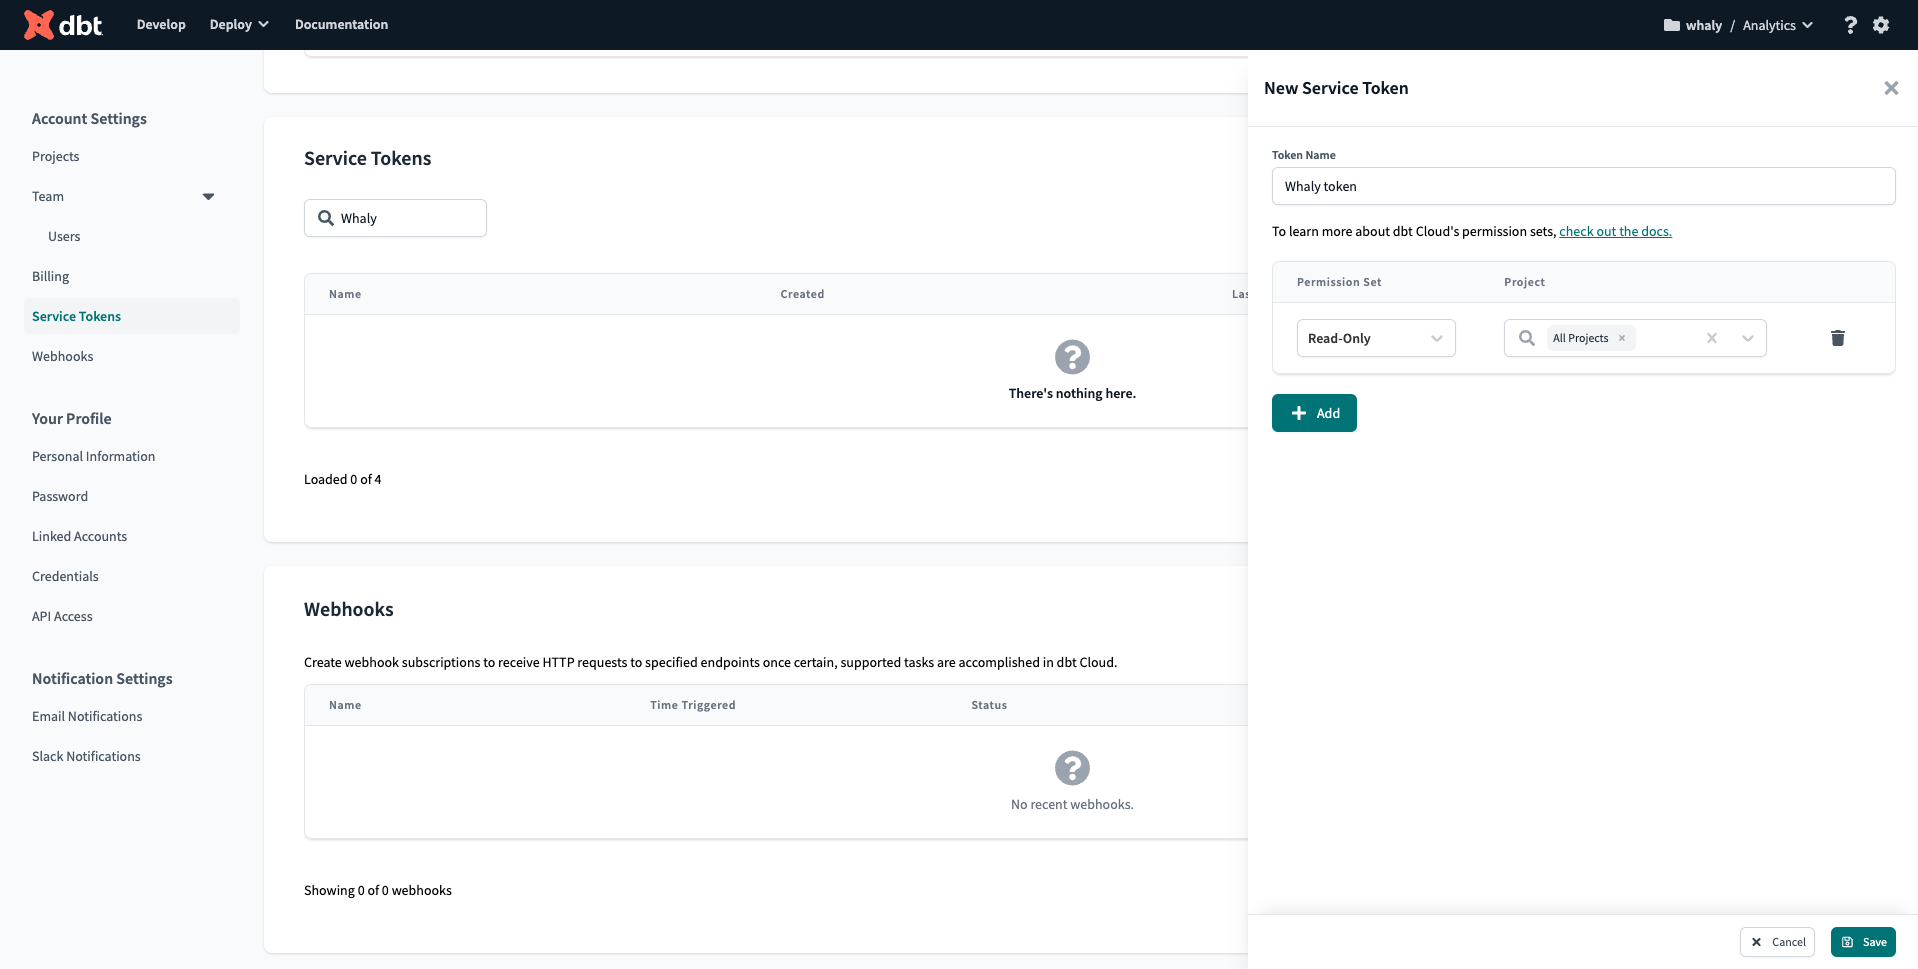 dbt
Develop
Deploy
Documentation
whaly / Analytics
Account Settings
Projects
Team
Users
Billing
Service Tokens
Webhooks
Your Profile
Personal Information
Password
Linked Accounts
Credentials
API Access
Notification Settings
Email Notifications
Slack Notifications
Service Tokens
Whaly
Name
Created
Las
There's nothing here.
Loaded 0 of 4
Webhooks
Create webhook subscriptions to receive HTTP requests to specified endpoints once certain, supported tasks are accomplished in dbt Cloud.
Name
Time Triggered
Status
No recent webhooks.
Showing 0 of 0 webhooks
New Service Token
Token Name
Whaly token
To learn more about dbt Cloud's permission sets, check out the docs.
Permission Set
Project
Read-Only
All Projects
Add
Cancel
Save